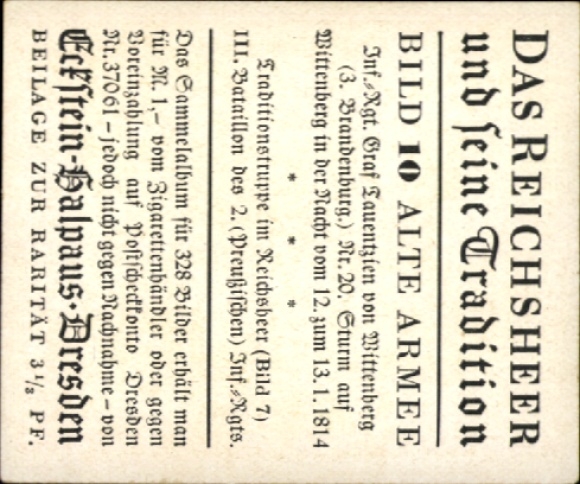 DAS REICHSHEER
und seine Tradition
BILD 10 ALTE ARMEE
Inf.=Rgt. Graf Tauentzien von Wittenberg
(3. Brandenburg.) Nr. 20. Sturm auf
Wittenberg in der Nacht vom 12. zum 13. 1. 1814
* * *
Traditionstruppe im Reichsheer (Bild 7)
III. Bataillon des 2. (Preußischen) Inf.=Rgts.
Das Sammelalbum für 328 Bilder erhält man
für M. 1,– vom Zigarettenhändler oder gegen
Voreinzahlung auf Postscheckkonto Dresden
Nr. 37061 – jedoch nicht gegen Nachnahme – von
Eckstein-Halpaus·Dresden
BEILAGE ZUR RARITÄT 3⅓ PF.